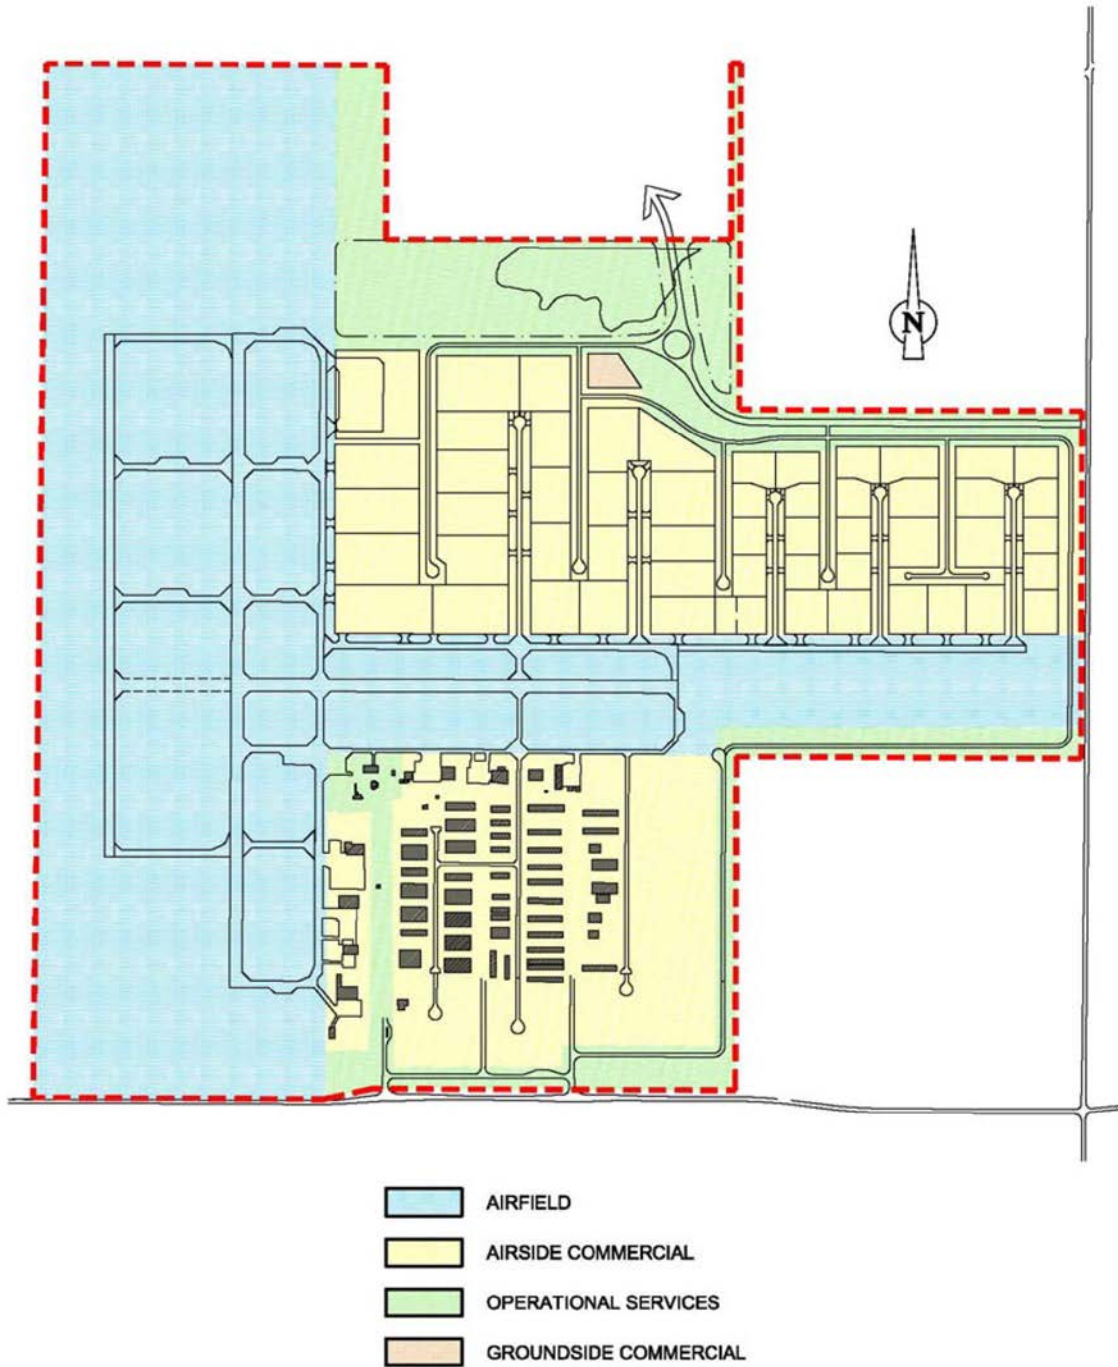 N
AIRFIELD
AIRSIDE COMMERCIAL
OPERATIONAL SERVICES
GROUNDSIDE COMMERCIAL